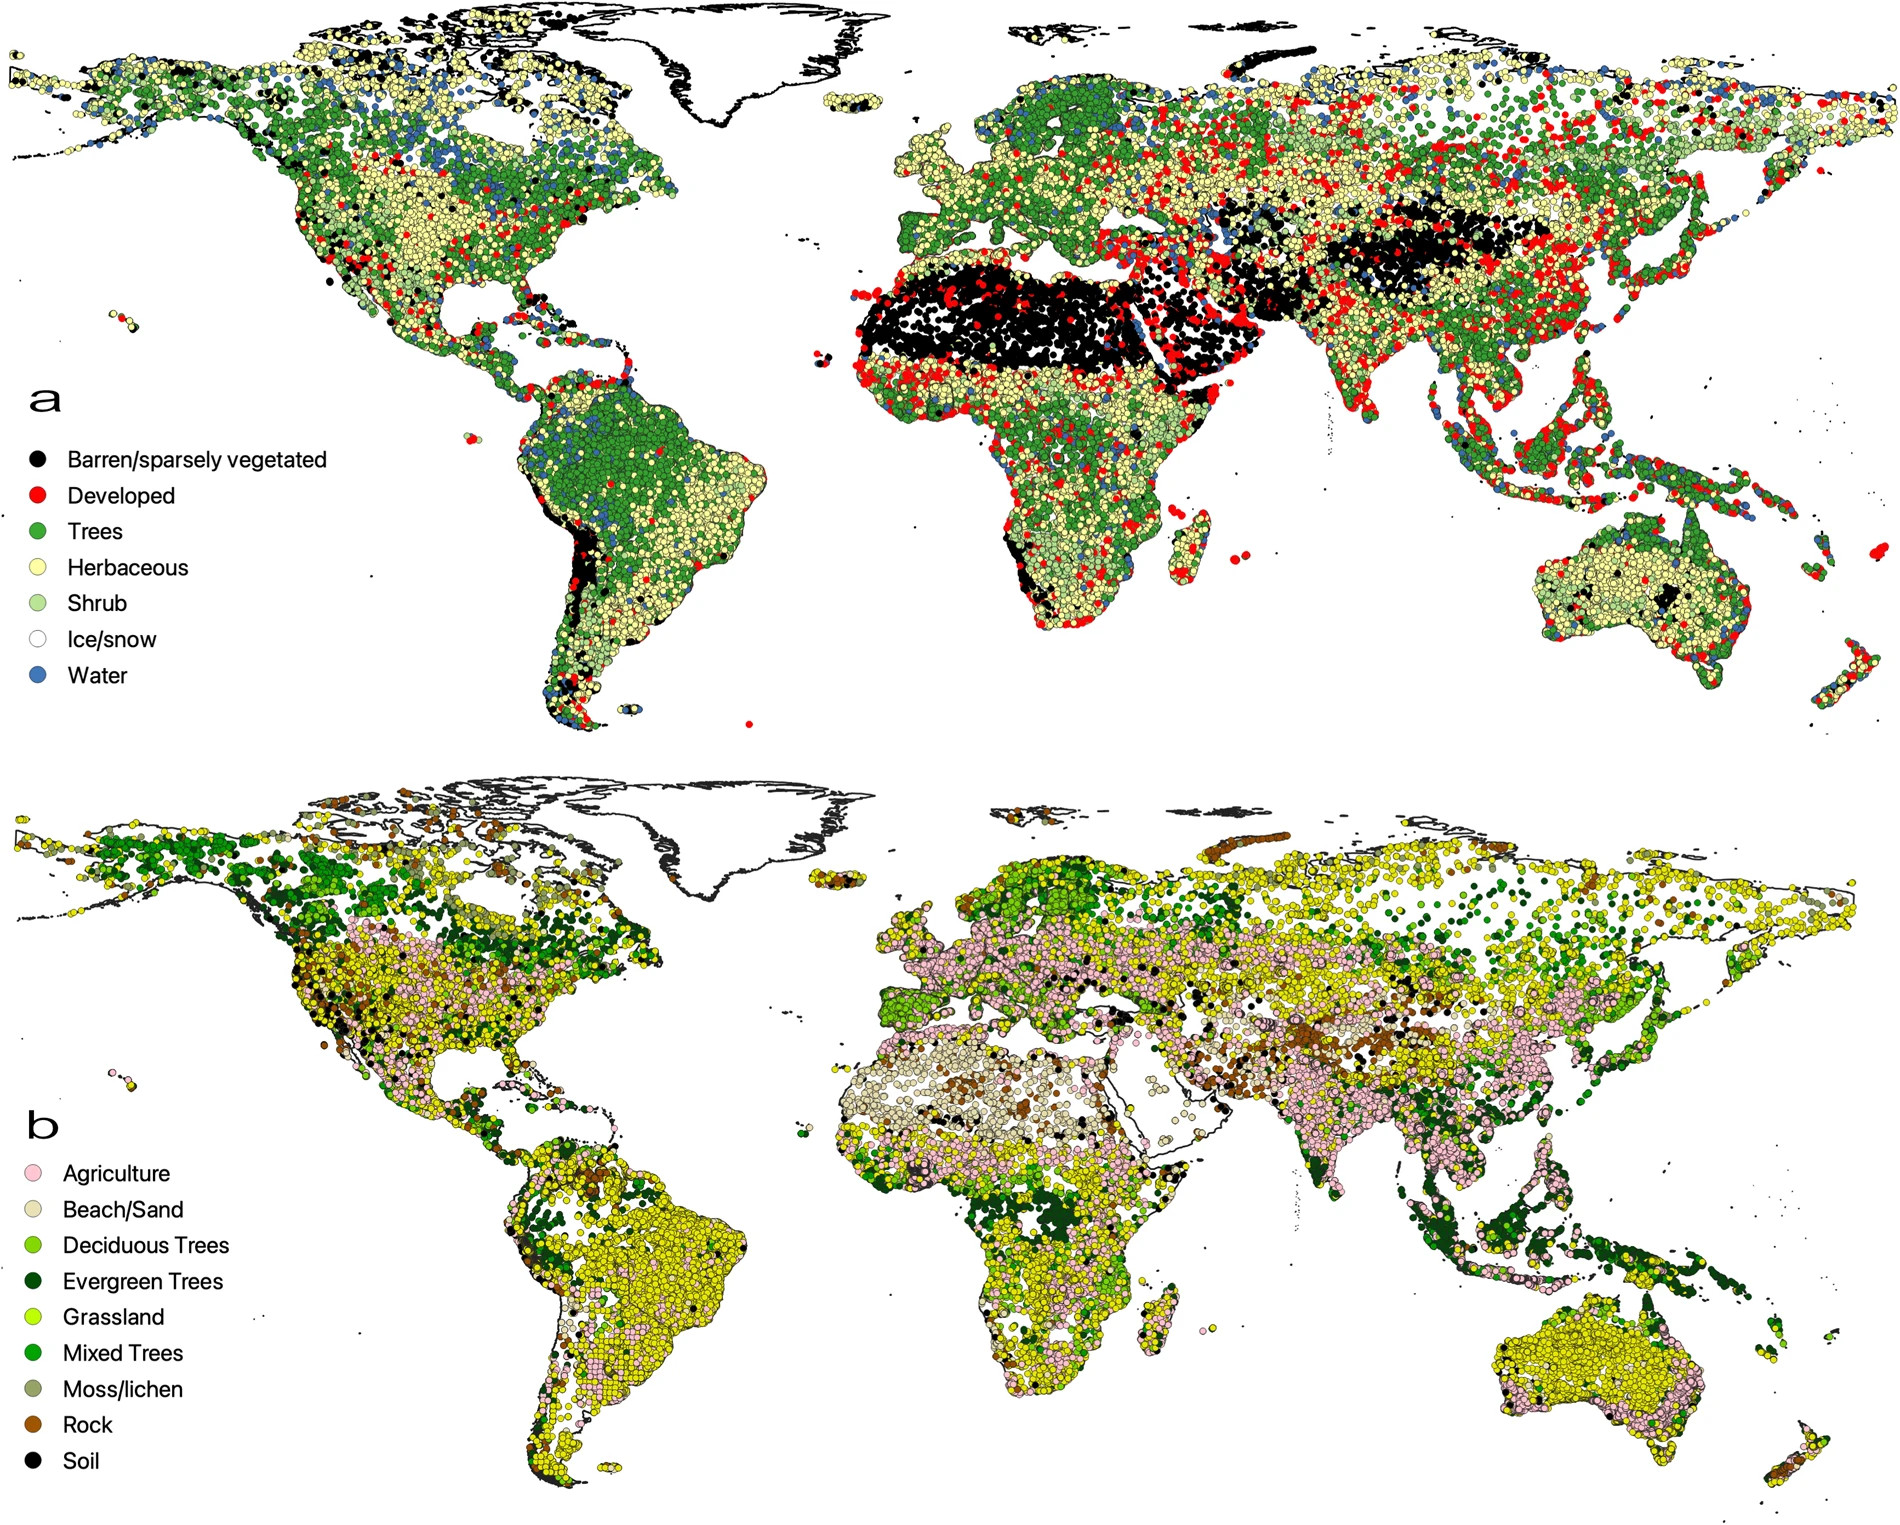 a
Barren/sparsely vegetated
Developed
Trees
Herbaceous
Shrub
Ice/snow
Water
b
Agriculture
Beach/Sand
Deciduous Trees
Evergreen Trees
Grassland
Mixed Trees
Moss/lichen
Rock
Soil